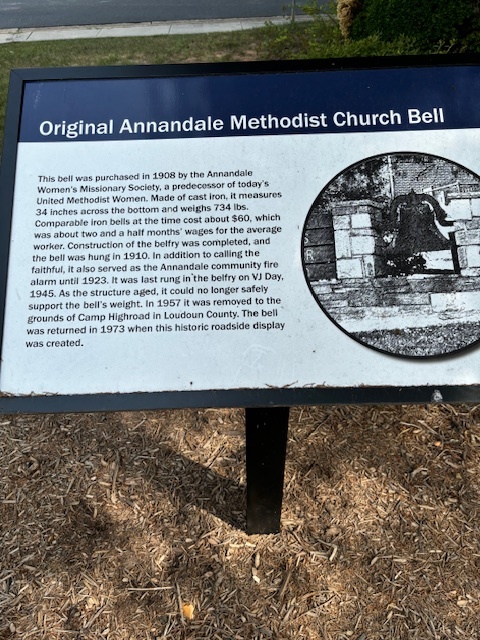 Original Annandale Methodist Church Bell
This bell was purchased in 1908 by the Annandale
Women's Missionary Society, a predecessor of today's
United Methodist Women. Made of cast iron, it measures
34 inches across the bottom and weighs 734 lbs.
Comparable iron bells at the time cost about $60, which
was about two and a half months' wages for the average
worker. Construction of the belfry was completed, and
the bell was hung in 1910. In addition to calling the
faithful, it also served as the Annandale community fire
alarm until 1923. It was last rung in the belfry on VJ Day,
1945. As the structure aged, it could no longer safely
support the bell's weight. In 1957 it was removed to the
grounds of Camp Highroad in Loudoun County. The bell
was returned in 1973 when this historic roadside display
was created.